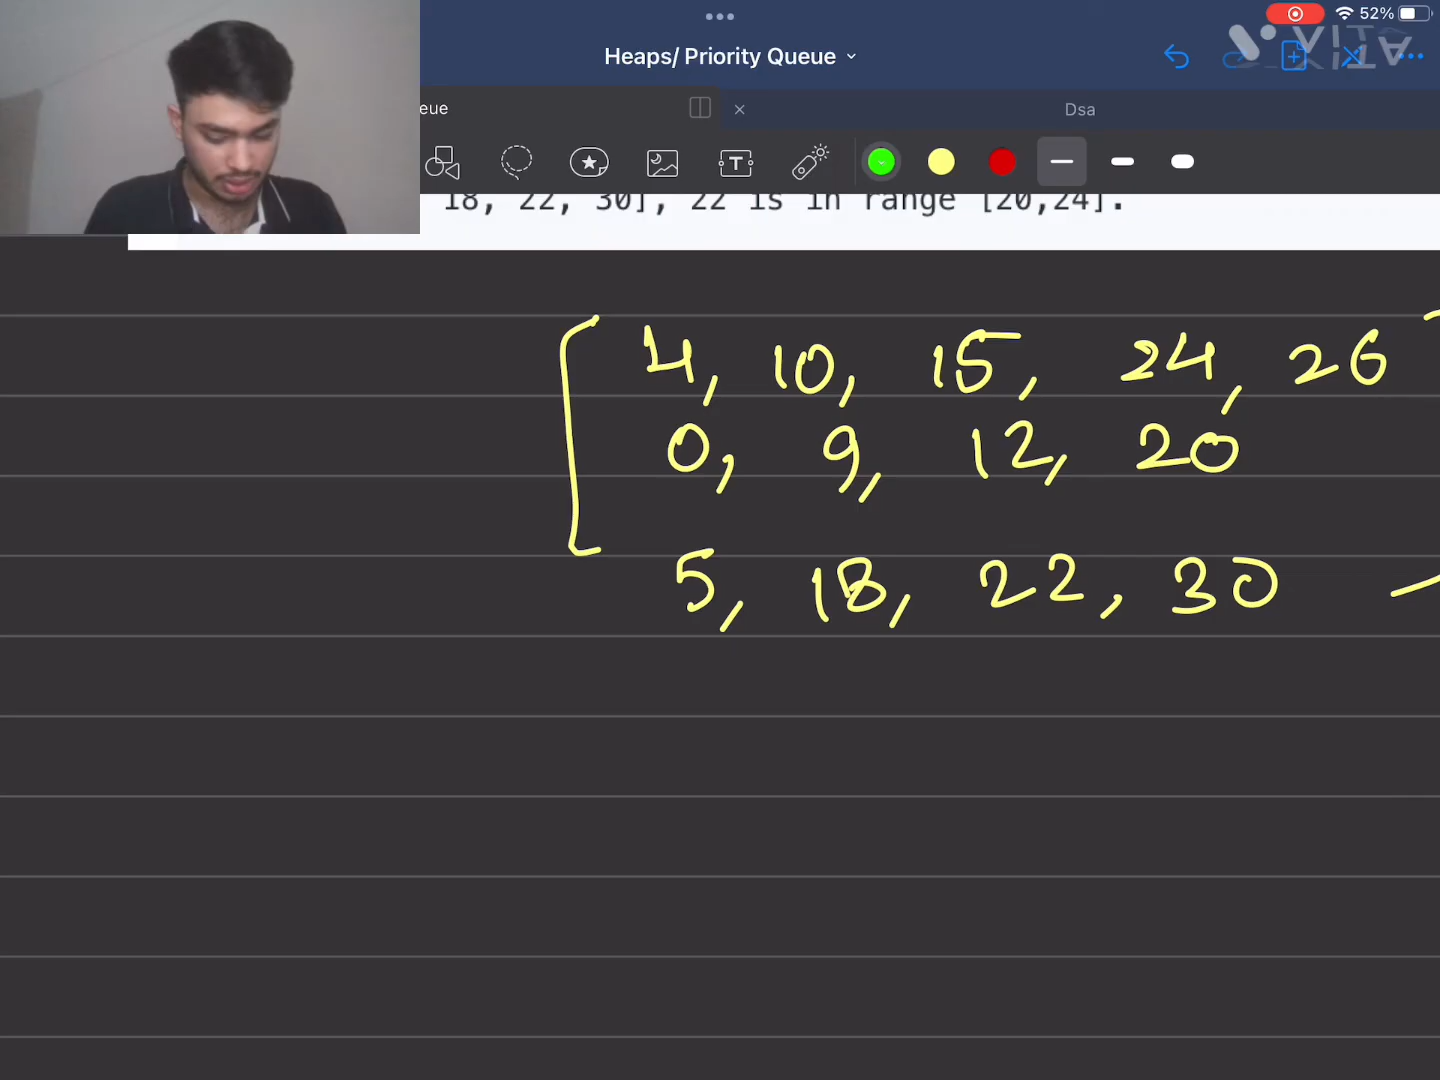 52%
Heaps/ Priority Queue
VITA
eue
Dsa
18, 22, 30], 22 is in range [20,24].
4, 10, 15, 24, 26
0, 9, 12, 20
5, 18, 22, 30